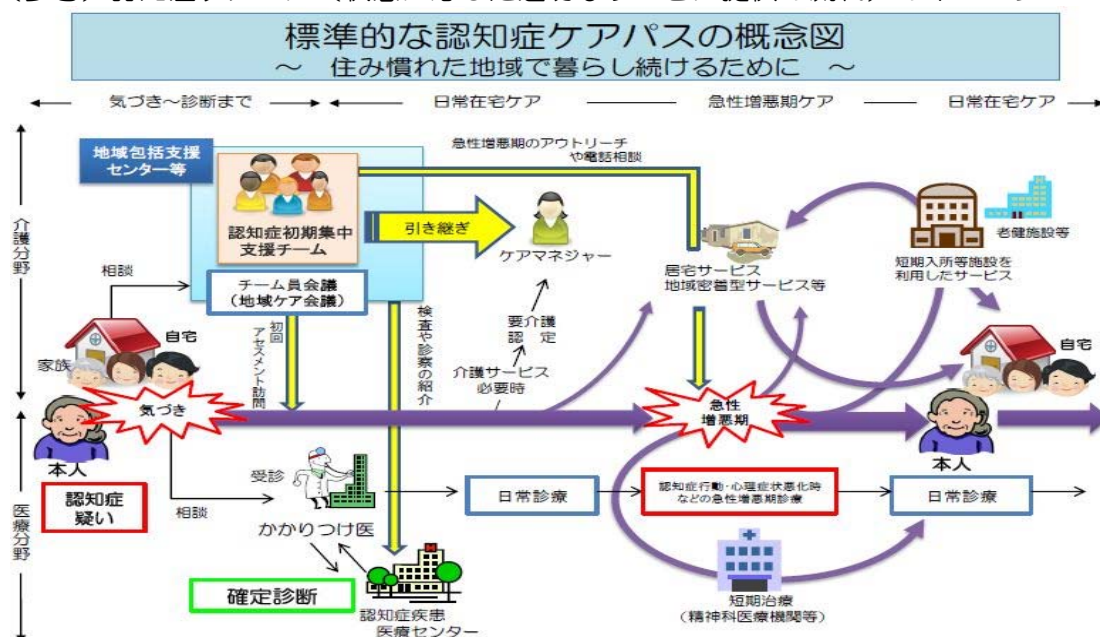 標準的な認知症ケアパスの概念図
～ 住み慣れた地域で暮らし続けるために ～
気づき～診断まで
日常在宅ケア
急性増悪期ケア
日常在宅ケア
介護分野
医療分野
地域包括支援
センター等
認知症初期集中
支援チーム
チーム員会議
(地域ケア会議)
急性増悪期のアウトリーチ
や電話相談
引き継ぎ
ケアマネジャー
居宅サービス
地域密着型サービス等
老健施設等
短期入所等施設を
利用したサービス
相談
自宅
家族
気づき
本人
認知症
疑い
初回
アセスメント訪問
検査や診察の紹介
要介護
認　定
介護サービス
必要時
急性
増悪期
自宅
本人
相談
受診
かかりつけ医
日常診療
認知症行動・心理症状悪化時
などの急性増悪期診療
日常診療
確定診断
認知症疾患
医療センター
短期治療
(精神科医療機関等)